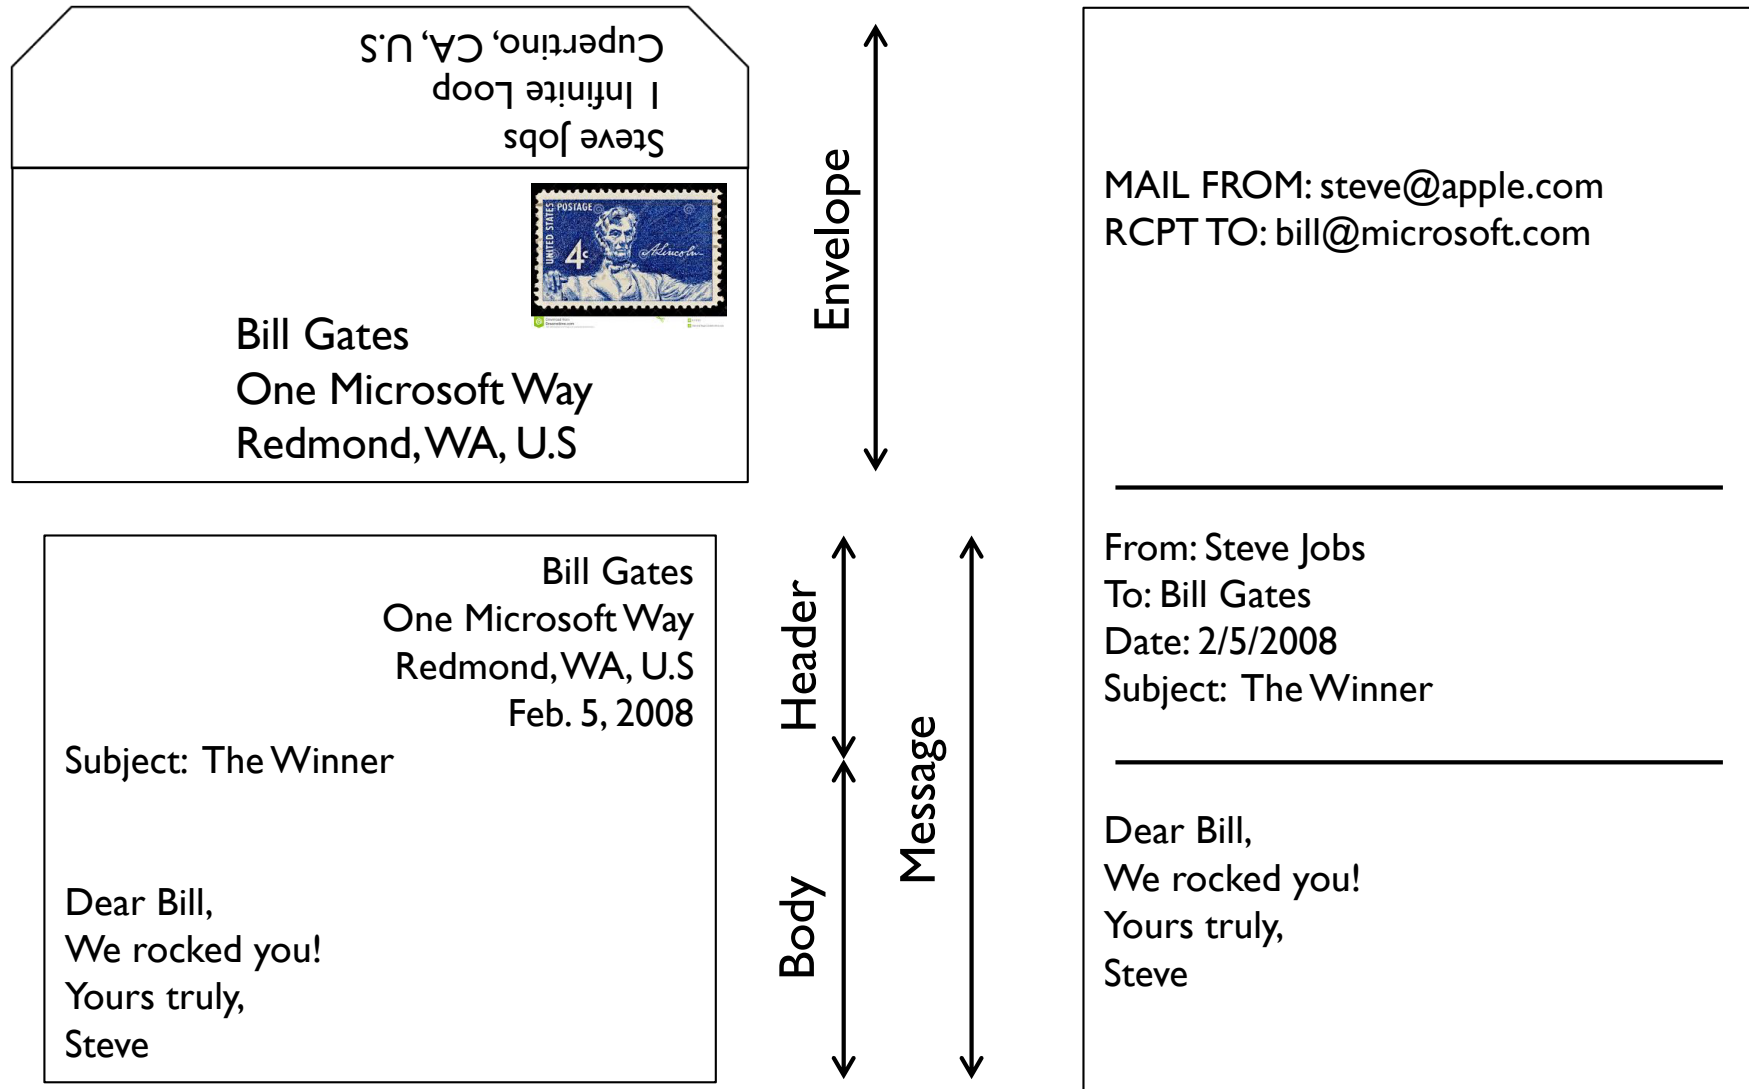 Steve Jobs
1 Infinite Loop
Cupertino, CA, U.S
UNITED STATES
POSTAGE
4c
A. Lincoln
Bill Gates
One Microsoft Way
Redmond, WA, U.S
Envelope
MAIL FROM: steve@apple.com
RCPT TO: bill@microsoft.com
Bill Gates
One Microsoft Way
Redmond, WA, U.S
Feb. 5, 2008
Subject: The Winner
Dear Bill,
We rocked you!
Yours truly,
Steve
Header
Body
Message
From: Steve Jobs
To: Bill Gates
Date: 2/5/2008
Subject: The Winner
Dear Bill,
We rocked you!
Yours truly,
Steve